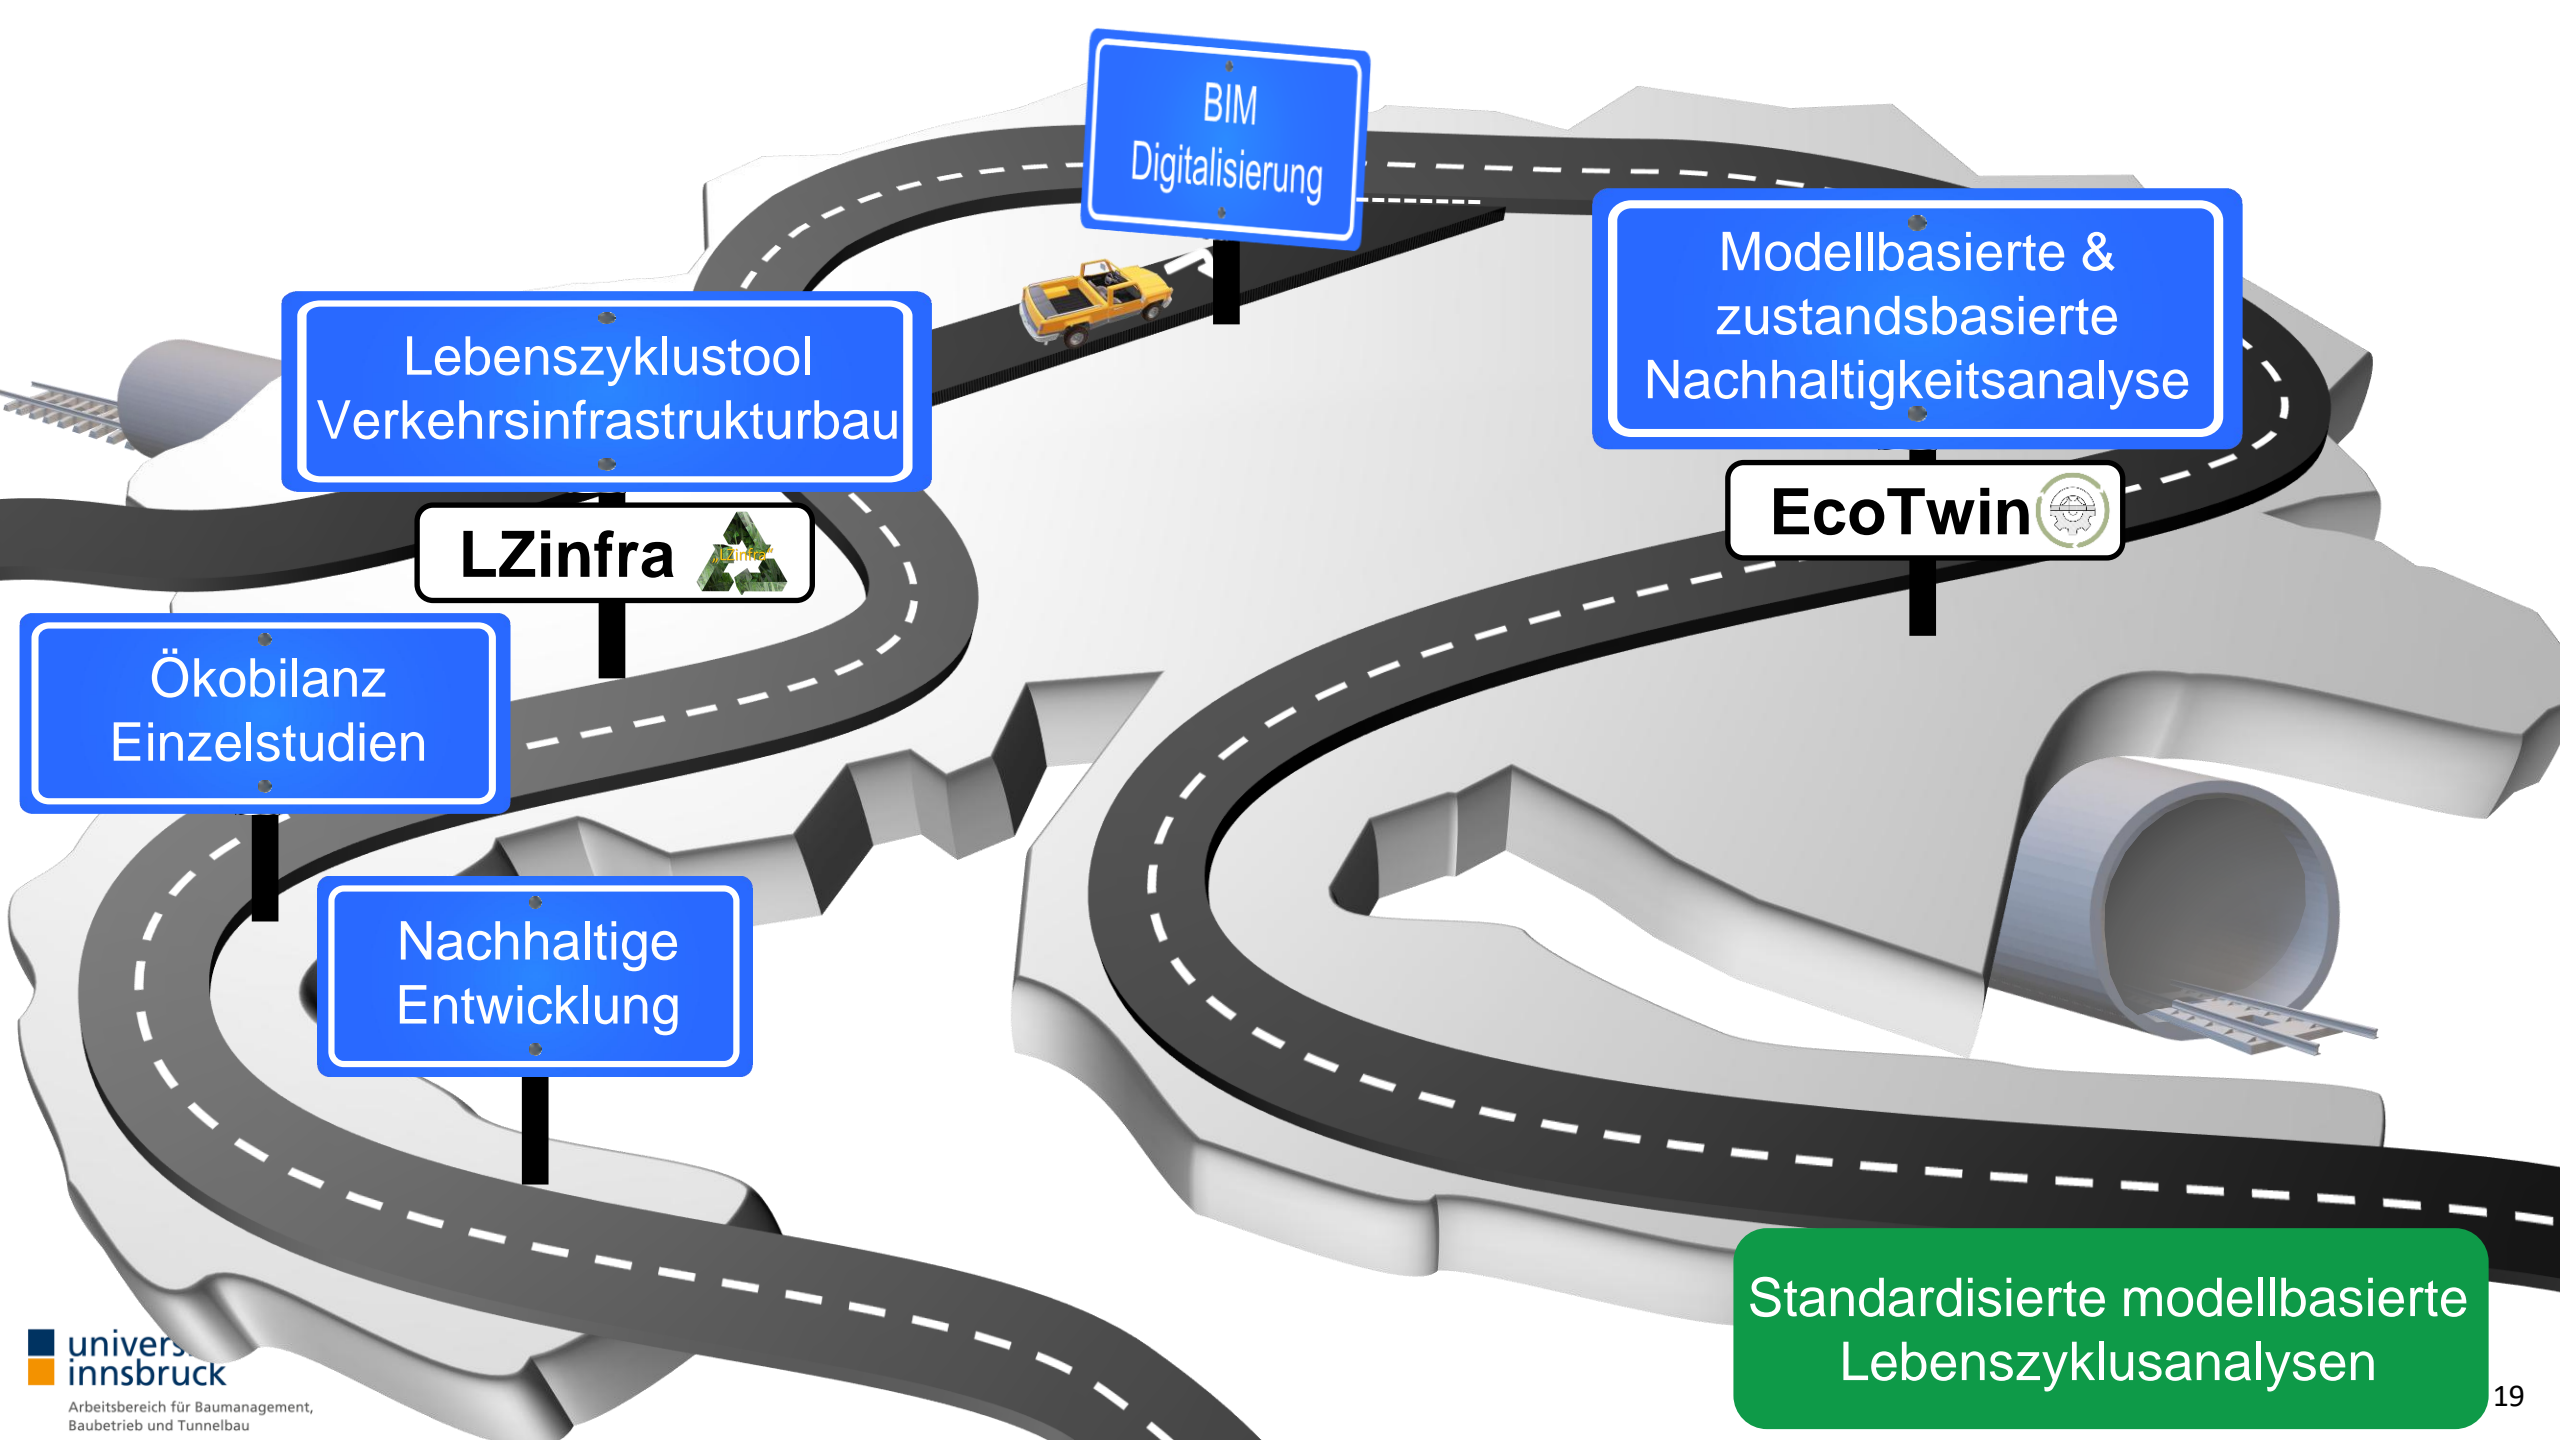 BIM
Digitalisierung
Modellbasierte &
zustandsbasierte
Nachhaltigkeitsanalyse
EcoTwin
Lebenszyklustool
Verkehrsinfrastrukturbau
LZinfra
„LZinfra“
Ökobilanz
Einzelstudien
Nachhaltige
Entwicklung
Standardisierte modellbasierte
Lebenszyklusanalysen
innsbruck
Arbeitsbereich für Baumanagement,
Baubetrieb und Tunnelbau
19